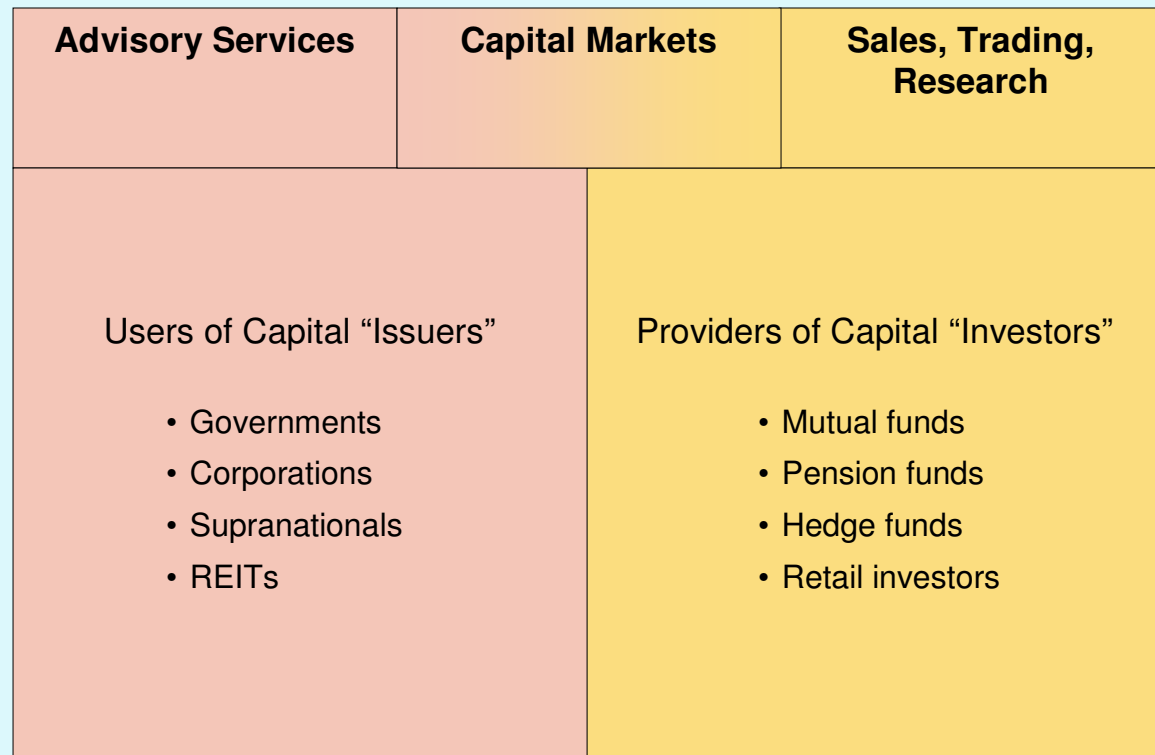 Advisory Services
Capital Markets
Sales, Trading,
Research
Users of Capital “Issuers”
• Governments
• Corporations
• Supranationals
• REITs
Providers of Capital “Investors”
• Mutual funds
• Pension funds
• Hedge funds
• Retail investors